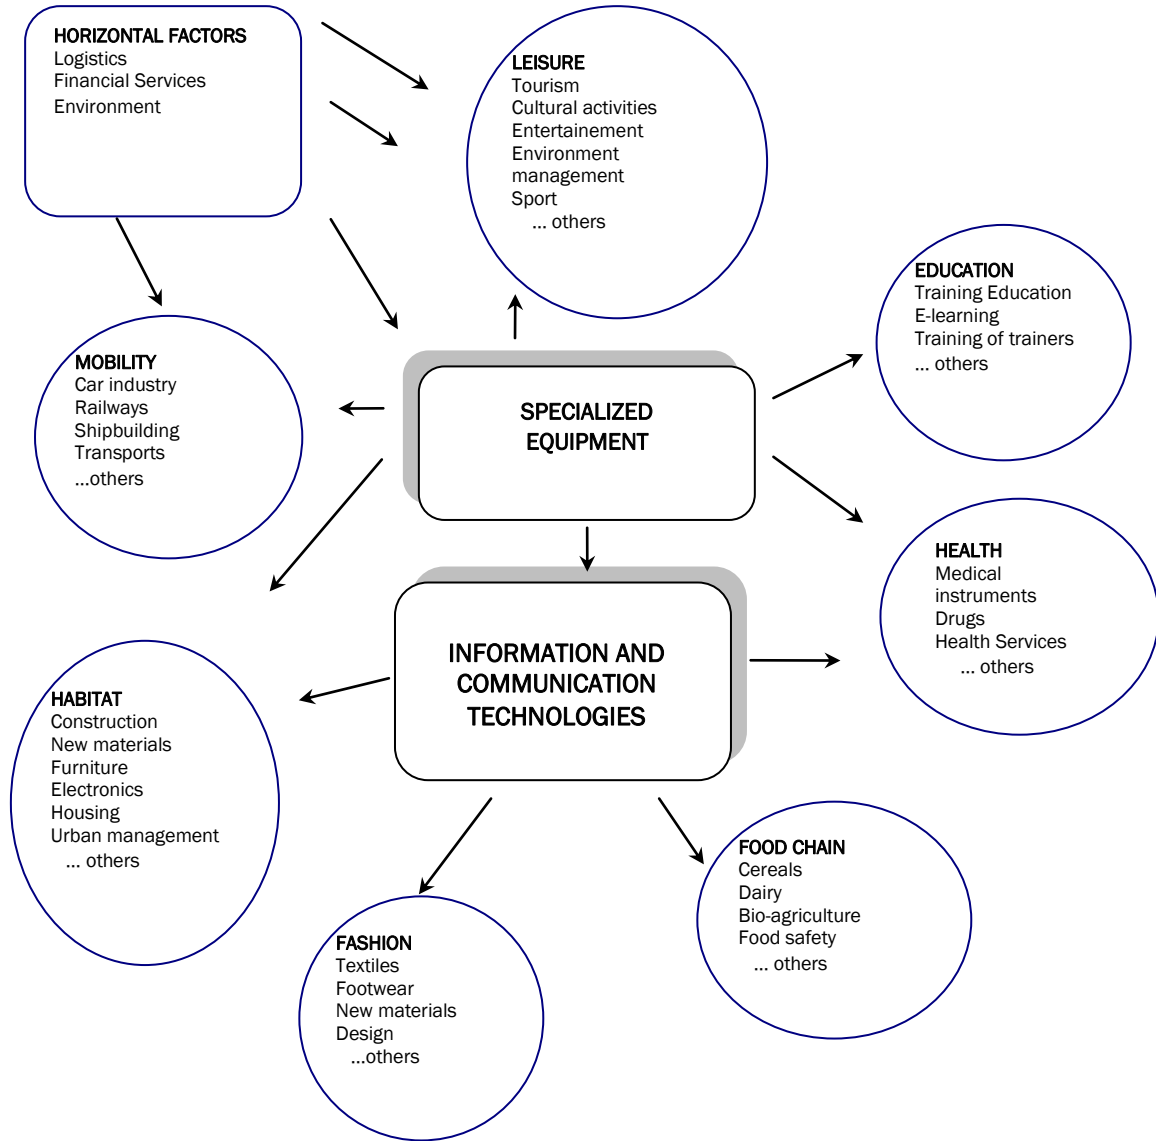 HORIZONTAL FACTORS
Logistics
Financial Services
Environment
LEISURE
Tourism
Cultural activities
Entertainement
Environment
management
Sport
... others
EDUCATION
Training Education
E-learning
Training of trainers
... others
MOBILITY
Car industry
Railways
Shipbuilding
Transports
...others
SPECIALIZED
EQUIPMENT
HEALTH
Medical
instruments
Drugs
Health Services
... others
INFORMATION AND
COMMUNICATION
TECHNOLOGIES
HABITAT
Construction
New materials
Furniture
Electronics
Housing
Urban management
... others
FOOD CHAIN
Cereals
Dairy
Bio-agriculture
Food safety
... others
FASHION
Textiles
Footwear
New materials
Design
...others